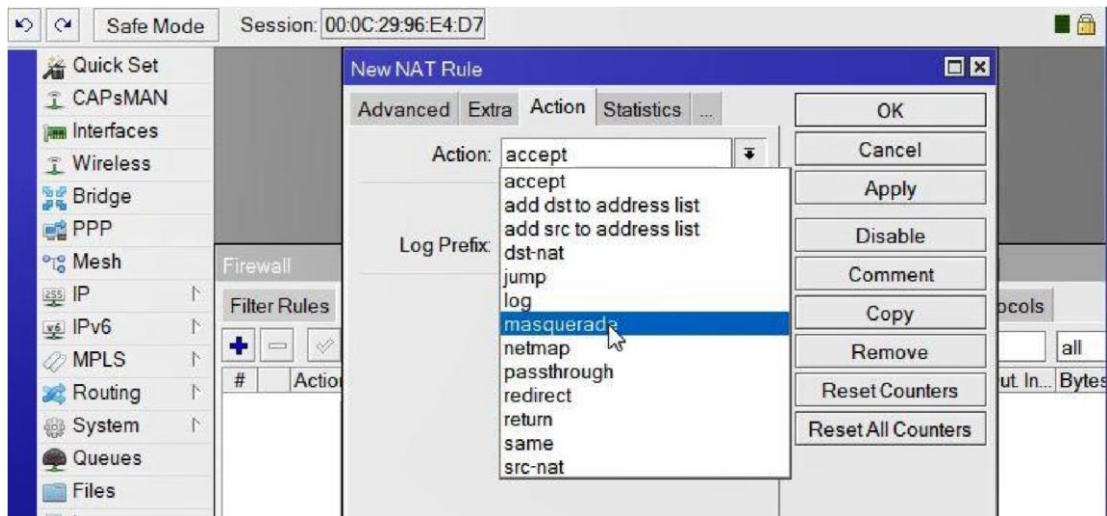 Safe Mode Session: 00:0C:29:96:E4:D7
Quick Set
CAPsMAN
Interfaces
Wireless
Bridge
PPP
Mesh
255 IP
v6 IPv6
MPLS
Routing
System
Queues
Files
New NAT Rule
Advanced Extra Action Statistics ...
Action: accept
accept
add dst to address list
add src to address list
dst-nat
jump
log
masquerade
netmap
passthrough
redirect
return
same
src-nat
Log Prefix:
OK
Cancel
Apply
Disable
Comment
Copy
Remove
Reset Counters
Reset All Counters
Firewall
Filter Rules
ocols
all
# Action
ut. In... Bytes